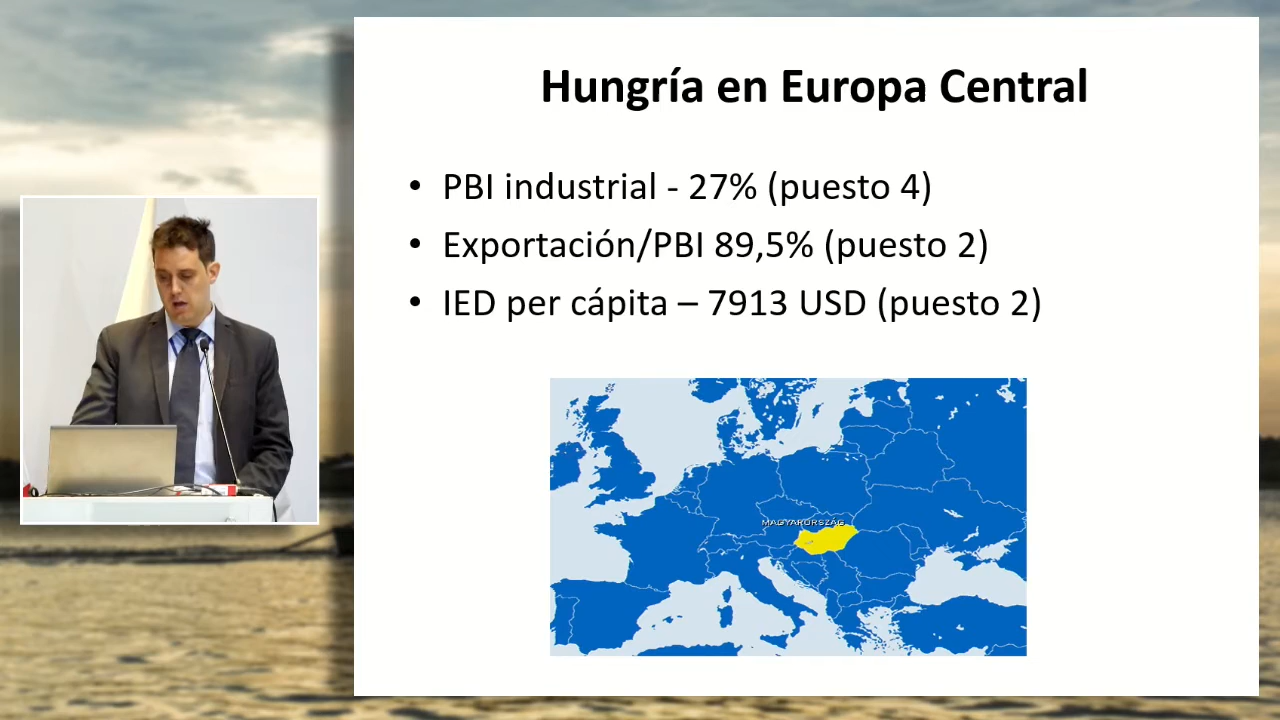 Hungría en Europa Central
• PBI industrial - 27% (puesto 4)
• Exportación/PBI 89,5% (puesto 2)
• IED per cápita – 7913 USD (puesto 2)
MAGYARORSZÁG